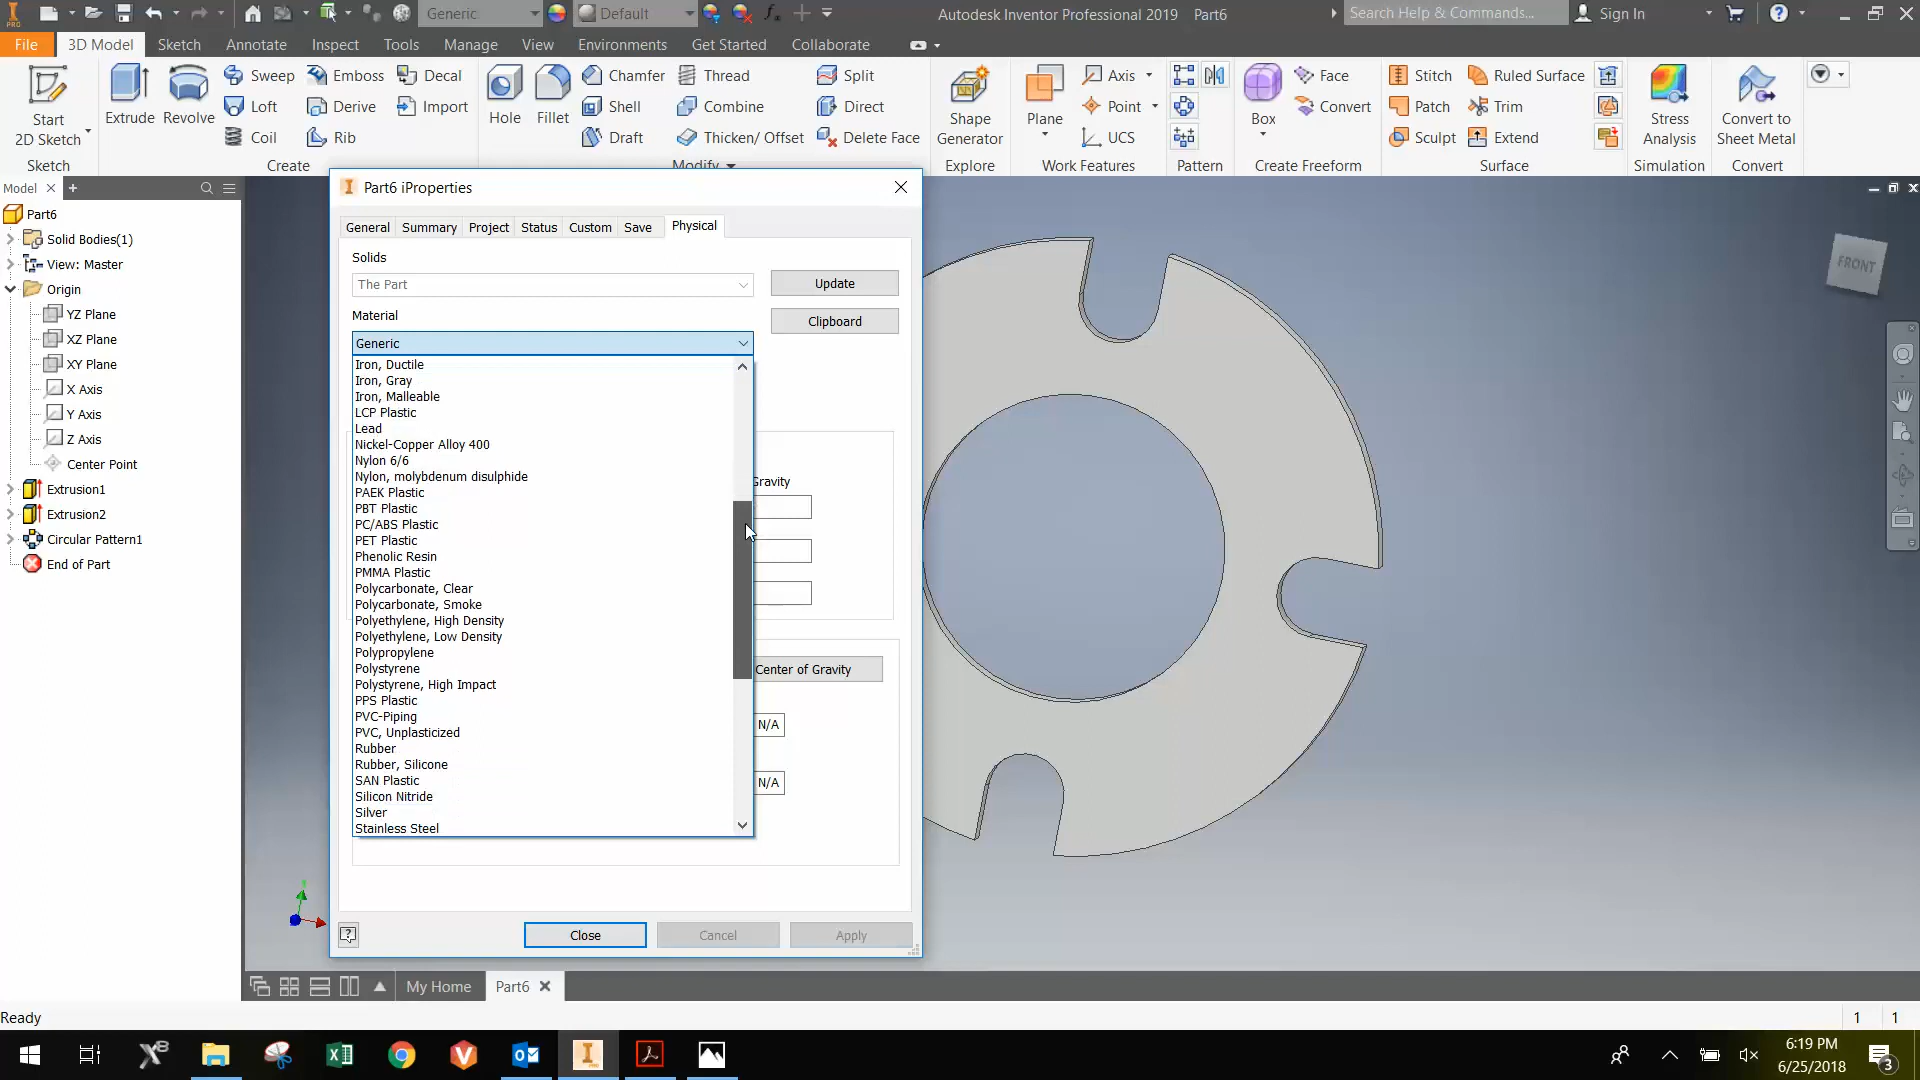 Generic
Default
Autodesk Inventor Professional 2019 Part6
Search Help & Commands...
Sign In
File 3D Model Sketch Annotate Inspect Tools Manage View Environments Get Started Collaborate
Start
2D Sketch
Sketch
Extrude
Revolve
Sweep
Emboss
Decal
Loft
Derive
Import
Coil
Rib
Create
Hole
Fillet
Chamfer
Thread
Split
Shell
Combine
Direct
Draft
Thicken/ Offset
Delete Face
Modify
Shape
Generator
Explore
Plane
Axis
Point
UCS
Work Features
Pattern
Box
Face
Convert
Create Freeform
Stitch
Ruled Surface
Patch
Trim
Sculpt
Extend
Surface
Stress
Analysis
Simulation
Convert to
Sheet Metal
Convert
Model
Part6
Solid Bodies(1)
View: Master
Origin
YZ Plane
XZ Plane
XY Plane
X Axis
Y Axis
Z Axis
Center Point
Extrusion1
Extrusion2
Circular Pattern1
End of Part
Part6 iProperties
General Summary Project Status Custom Save Physical
Solids
The Part
Update
Material
Clipboard
Generic
Iron, Ductile
Iron, Gray
Iron, Malleable
LCP Plastic
Lead
Nickel-Copper Alloy 400
Nylon 6/6
Nylon, molybdenum disulphide
PAEK Plastic
PBT Plastic
PC/ABS Plastic
PET Plastic
Phenolic Resin
PMMA Plastic
Polycarbonate, Clear
Polycarbonate, Smoke
Polyethylene, High Density
Polyethylene, Low Density
Polypropylene
Polystyrene
Polystyrene, High Impact
PPS Plastic
PVC-Piping
PVC, Unplasticized
Rubber
Rubber, Silicone
SAN Plastic
Silicon Nitride
Silver
Stainless Steel
Gravity
Center of Gravity
N/A
N/A
Close
Cancel
Apply
FRONT
My Home
Part6
Ready
1 1
6:19 PM
6/25/2018
3